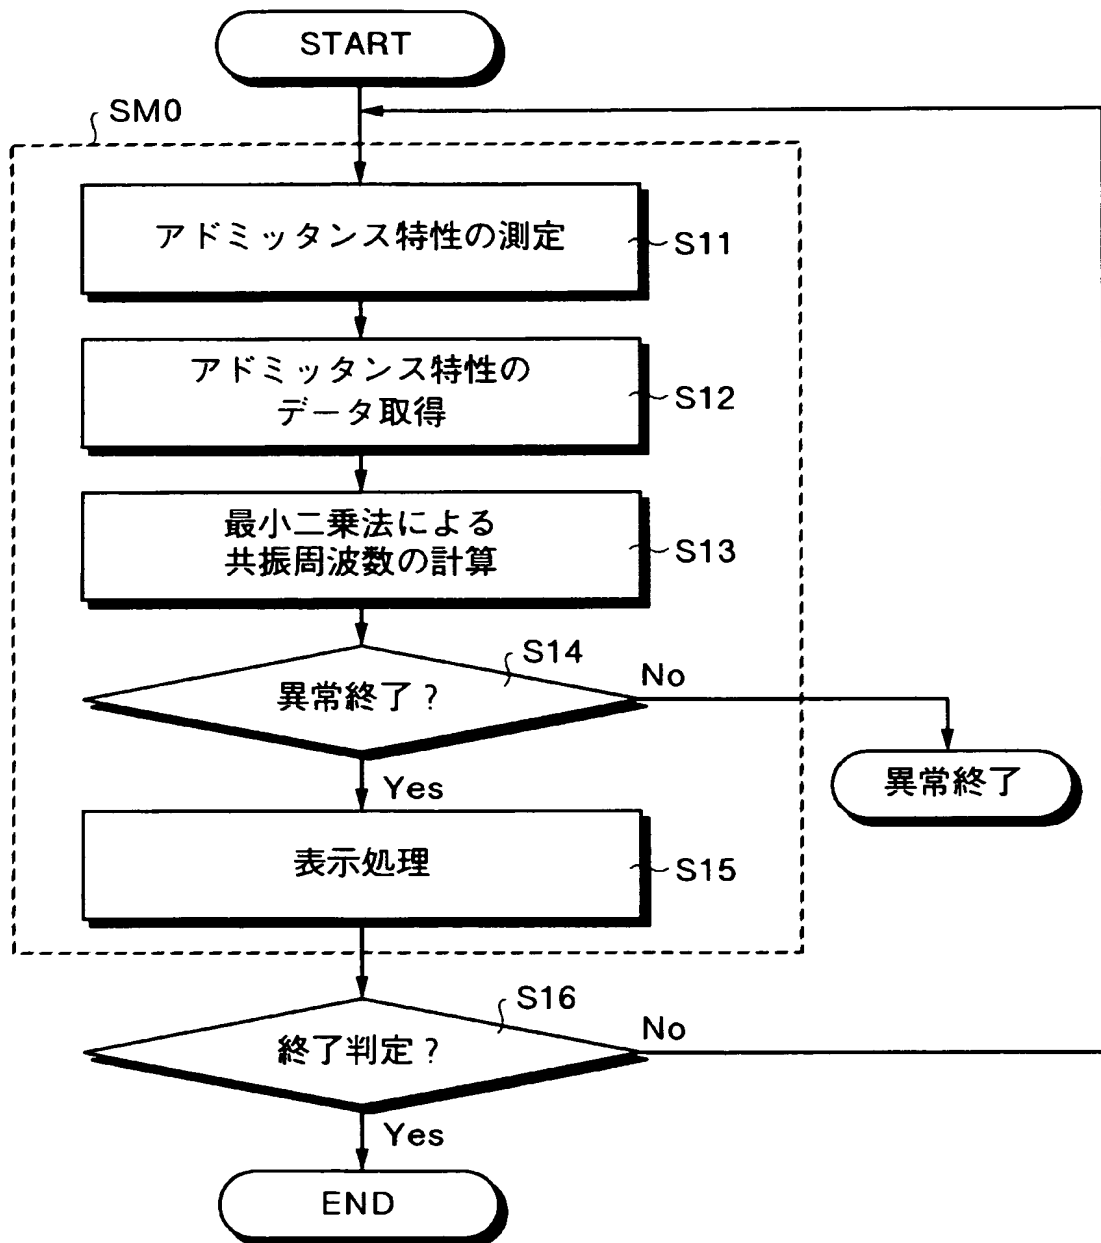 START
SM0
アドミッタンス特性の測定
S11
アドミッタンス特性の
データ取得
S12
最小二乗法による
共振周波数の計算
S13
S14
異常終了?
No
異常終了
Yes
表示処理
S15
S16
終了判定?
No
Yes
END